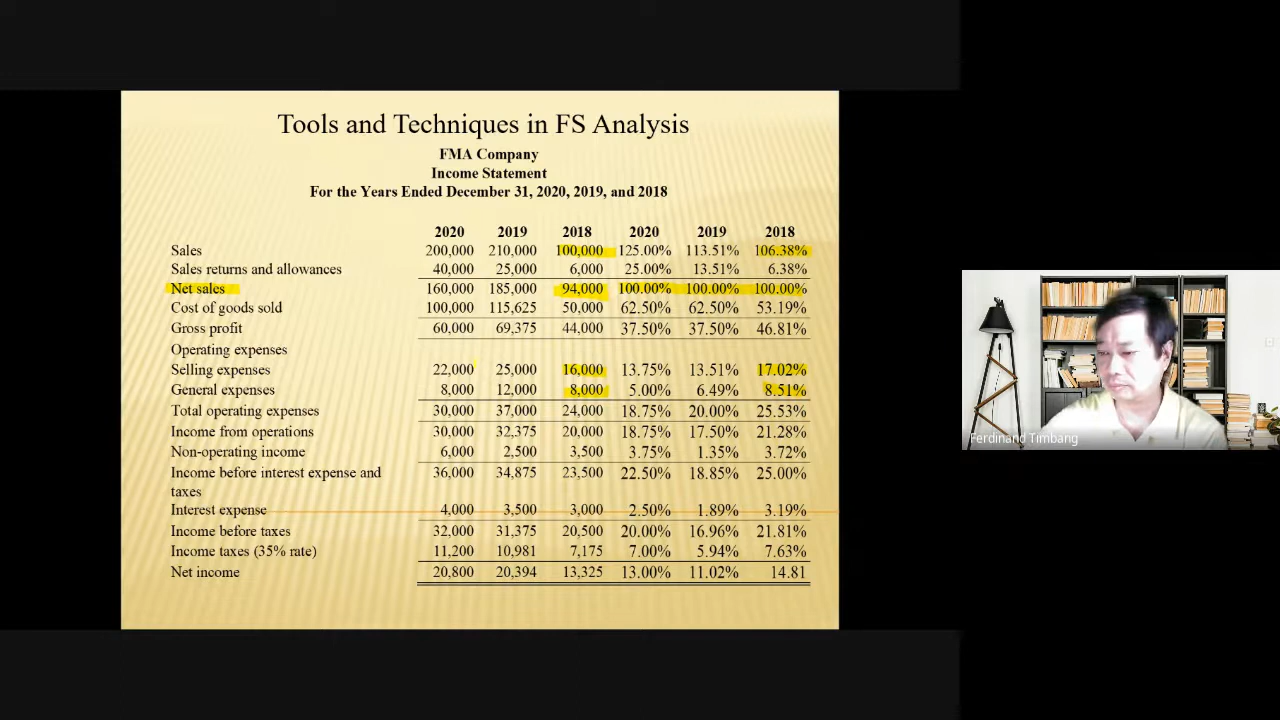 Tools and Techniques in FS Analysis
FMA Company
Income Statement
For the Years Ended December 31, 2020, 2019, and 2018
2020 2019 2018 2020 2019 2018
Sales 200,000 210,000 100,000 125.00% 113.51% 106.38%
Sales returns and allowances 40,000 25,000 6,000 25.00% 13.51% 6.38%
Net sales 160,000 185,000 94,000 100.00% 100.00% 100.00%
Cost of goods sold 100,000 115,625 50,000 62.50% 62.50% 53.19%
Gross profit 60,000 69,375 44,000 37.50% 37.50% 46.81%
Operating expenses
Selling expenses 22,000 25,000 16,000 13.75% 13.51% 17.02%
General expenses 8,000 12,000 8,000 5.00% 6.49% 8.51%
Total operating expenses 30,000 37,000 24,000 18.75% 20.00% 25.53%
Income from operations 30,000 32,375 20,000 18.75% 17.50% 21.28%
Non-operating income 6,000 2,500 3,500 3.75% 1.35% 3.72%
Income before interest expense and 36,000 34,875 23,500 22.50% 18.85% 25.00%
taxes
Interest expense 4,000 3,500 3,000 2.50% 1.89% 3.19%
Income before taxes 32,000 31,375 20,500 20.00% 16.96% 21.81%
Income taxes (35% rate) 11,200 10,981 7,175 7.00% 5.94% 7.63%
Net income 20,800 20,394 13,325 13.00% 11.02% 14.81
Ferdinand Timbang